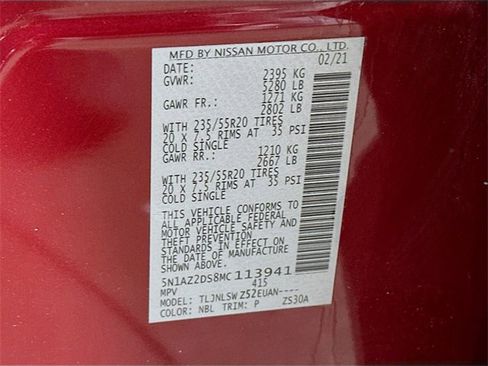 MFD BY NISSAN MOTOR CO., LTD.
DATE: 02/21
GVWR: 2395 KG
5280 LB
GAWR FR.: 1271 KG
2802 LB
WITH 235/55R20 TIRES
20 X 7.5 RIMS AT 35 PSI
COLD SINGLE
GAWR RR.: 1210 KG
2667 LB
WITH 235/55R20 TIRES
20 X 7.5 RIMS AT 35 PSI
COLD SINGLE
THIS VEHICLE CONFORMS TO
ALL APPLICABLE FEDERAL
MOTOR VEHICLE SAFETY AND
THEFT PREVENTION
STANDARDS IN EFFECT ON
THE DATE OF MANUFACTURE
SHOWN ABOVE.
5N1AZ2DS8MC113941
MPV 415
MODEL: TLJNLSW Z52EUAN----
COLOR: NBL TRIM: P ZS30A